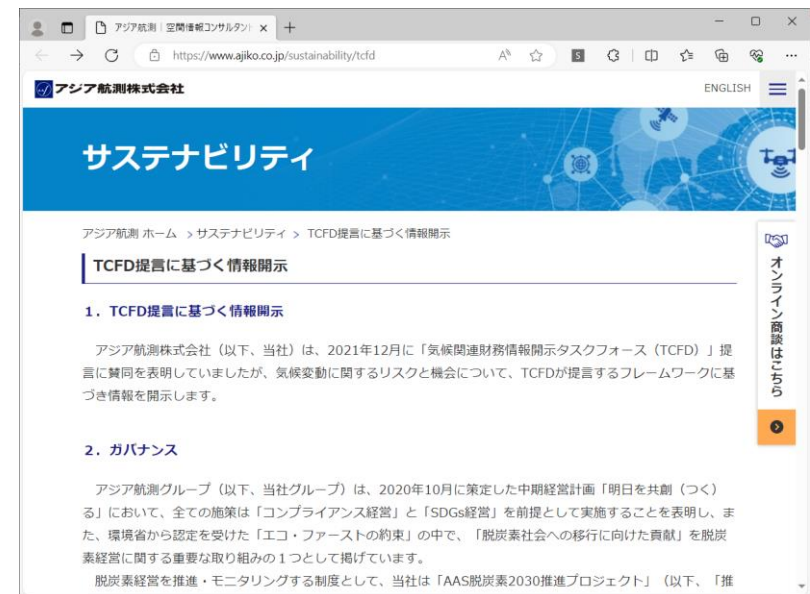 アジア航測｜空間情報コンサルタント
https://www.ajiko.co.jp/sustainability/tcfd
アジア航測株式会社
ENGLISH
サステナビリティ
アジア航測 ホーム > サステナビリティ > TCFD提言に基づく情報開示
TCFD提言に基づく情報開示
1．TCFD提言に基づく情報開示
アジア航測株式会社（以下、当社）は、2021年12月に「気候関連財務情報開示タスクフォース（TCFD）」提
言に賛同を表明していましたが、気候変動に関するリスクと機会について、TCFDが提言するフレームワークに基
づき情報を開示します。
2．ガバナンス
アジア航測グループ（以下、当社グループ）は、2020年10月に策定した中期経営計画「明日を共創（つく）
る」において、全ての施策は「コンプライアンス経営」と「SDGs経営」を前提として実施することを表明し、ま
た、環境省から認定を受けた「エコ・ファーストの約束」の中で、「脱炭素社会への移行に向けた貢献」を脱炭
素経営に関する重要な取り組みの１つとして掲げています。
脱炭素経営を推進・モニタリングする制度として、当社は「AAS脱炭素2030推進プロジェクト」（以下、「推
オンライン商談はこちら